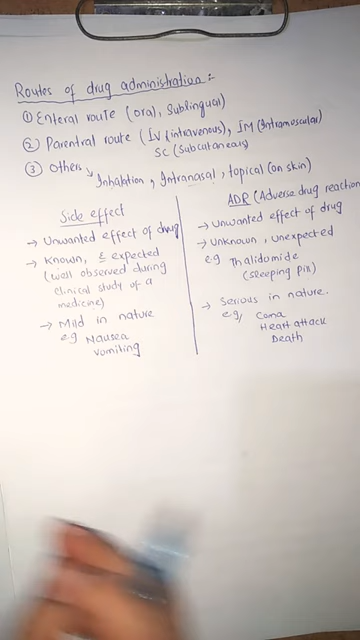 Routes of drug administration :-
① Enteral route (oral, Sublingual)
② Parentral route (IV (intravenous), IM (Intramuscular)
SC (Subcutaneous)
③ Others ↘
Inhalation, Intranasal, topical (on skin)
Side effect
→ Unwanted effect of drug
→ Known, & expected
(Well observed during
clinical study of a
medicine)
→ Mild in nature
e.g Nausea
vomiting
ADR (Adverse drug reaction
→ Unwanted effect of drug
→ Unknown, unexpected
e.g Thalidomide
(Sleeping pill)
→ Serious in nature.
e.g, Coma
Heart attack
Death